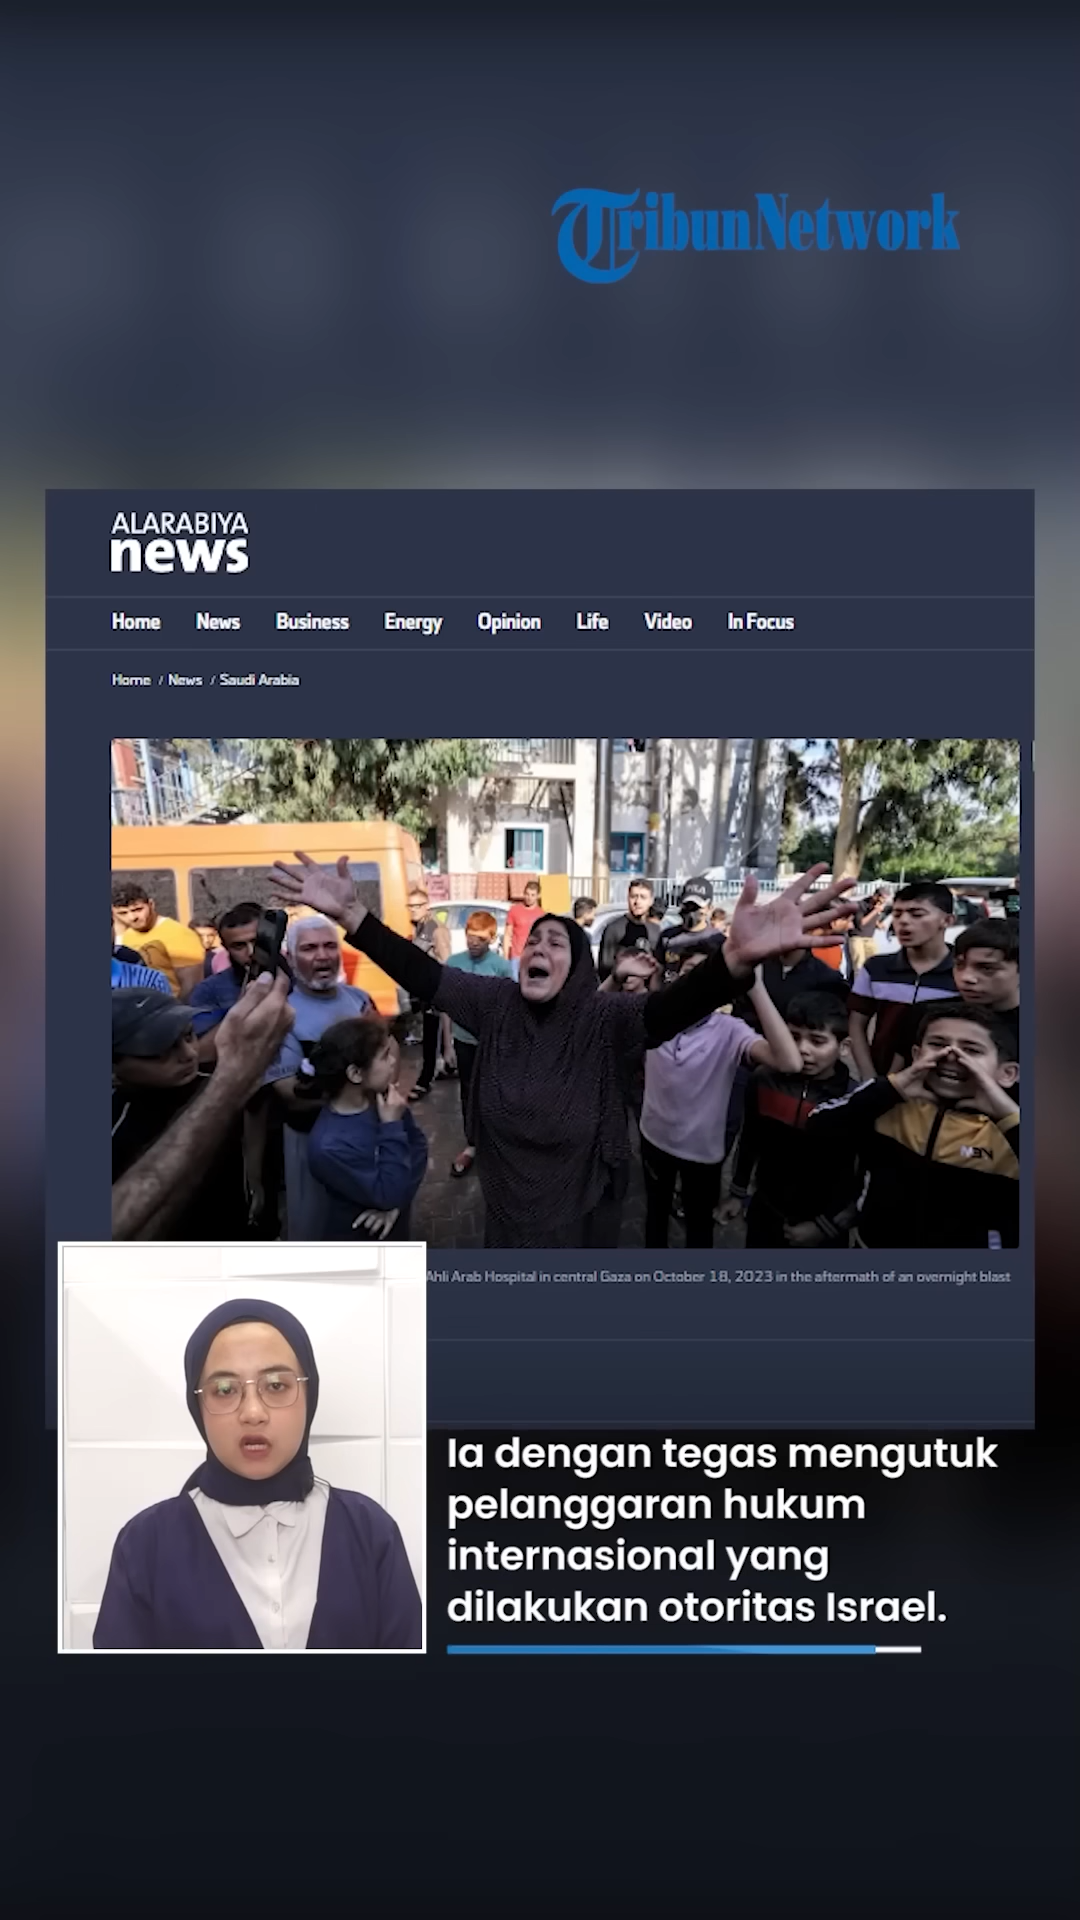 TribunNetwork
ALARABIYA
news
Home News Business Energy Opinion Life Video In Focus
Home / News / Saudi Arabia
FILA
Ahli Arab Hospital in central Gaza on October 18, 2023 in the aftermath of an overnight blast
Ia dengan tegas mengutuk
pelanggaran hukum
internasional yang
dilakukan otoritas Israel.